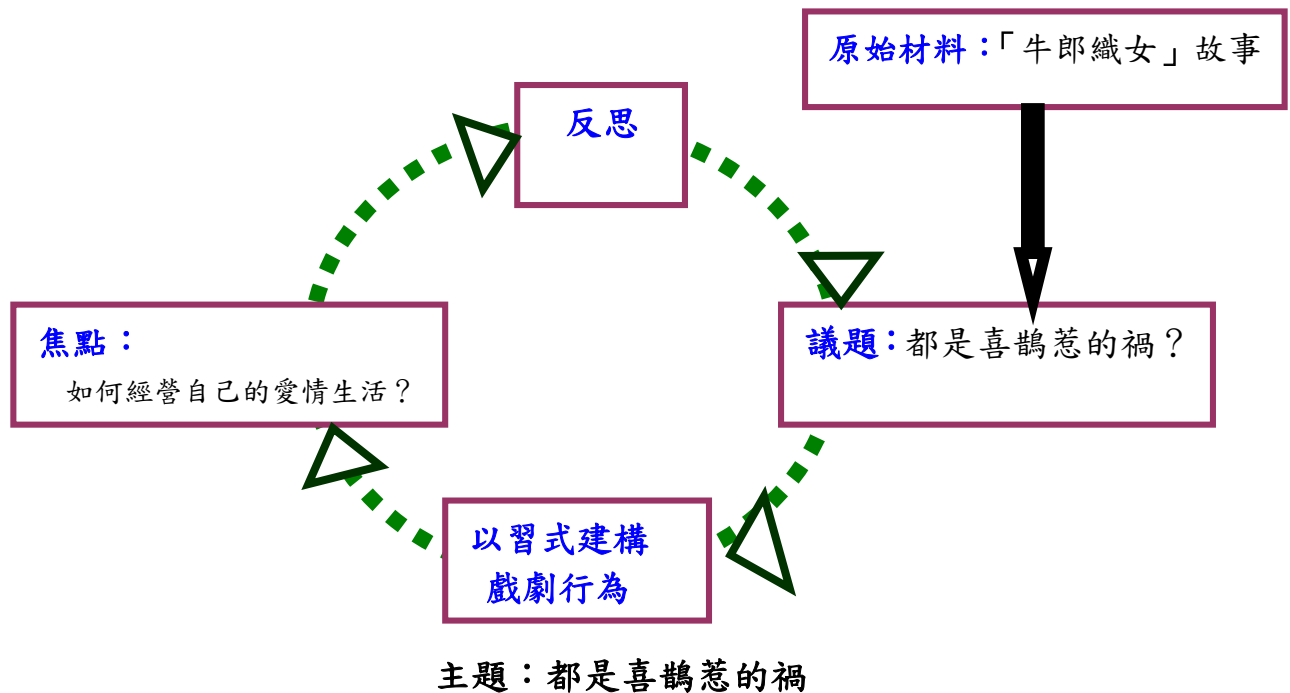 原始材料：「牛郎織女」故事
反思
議題：都是喜鵲惹的禍？
焦點：
如何經營自己的愛情生活？
以習式建構
戲劇行為
主題：都是喜鵲惹的禍